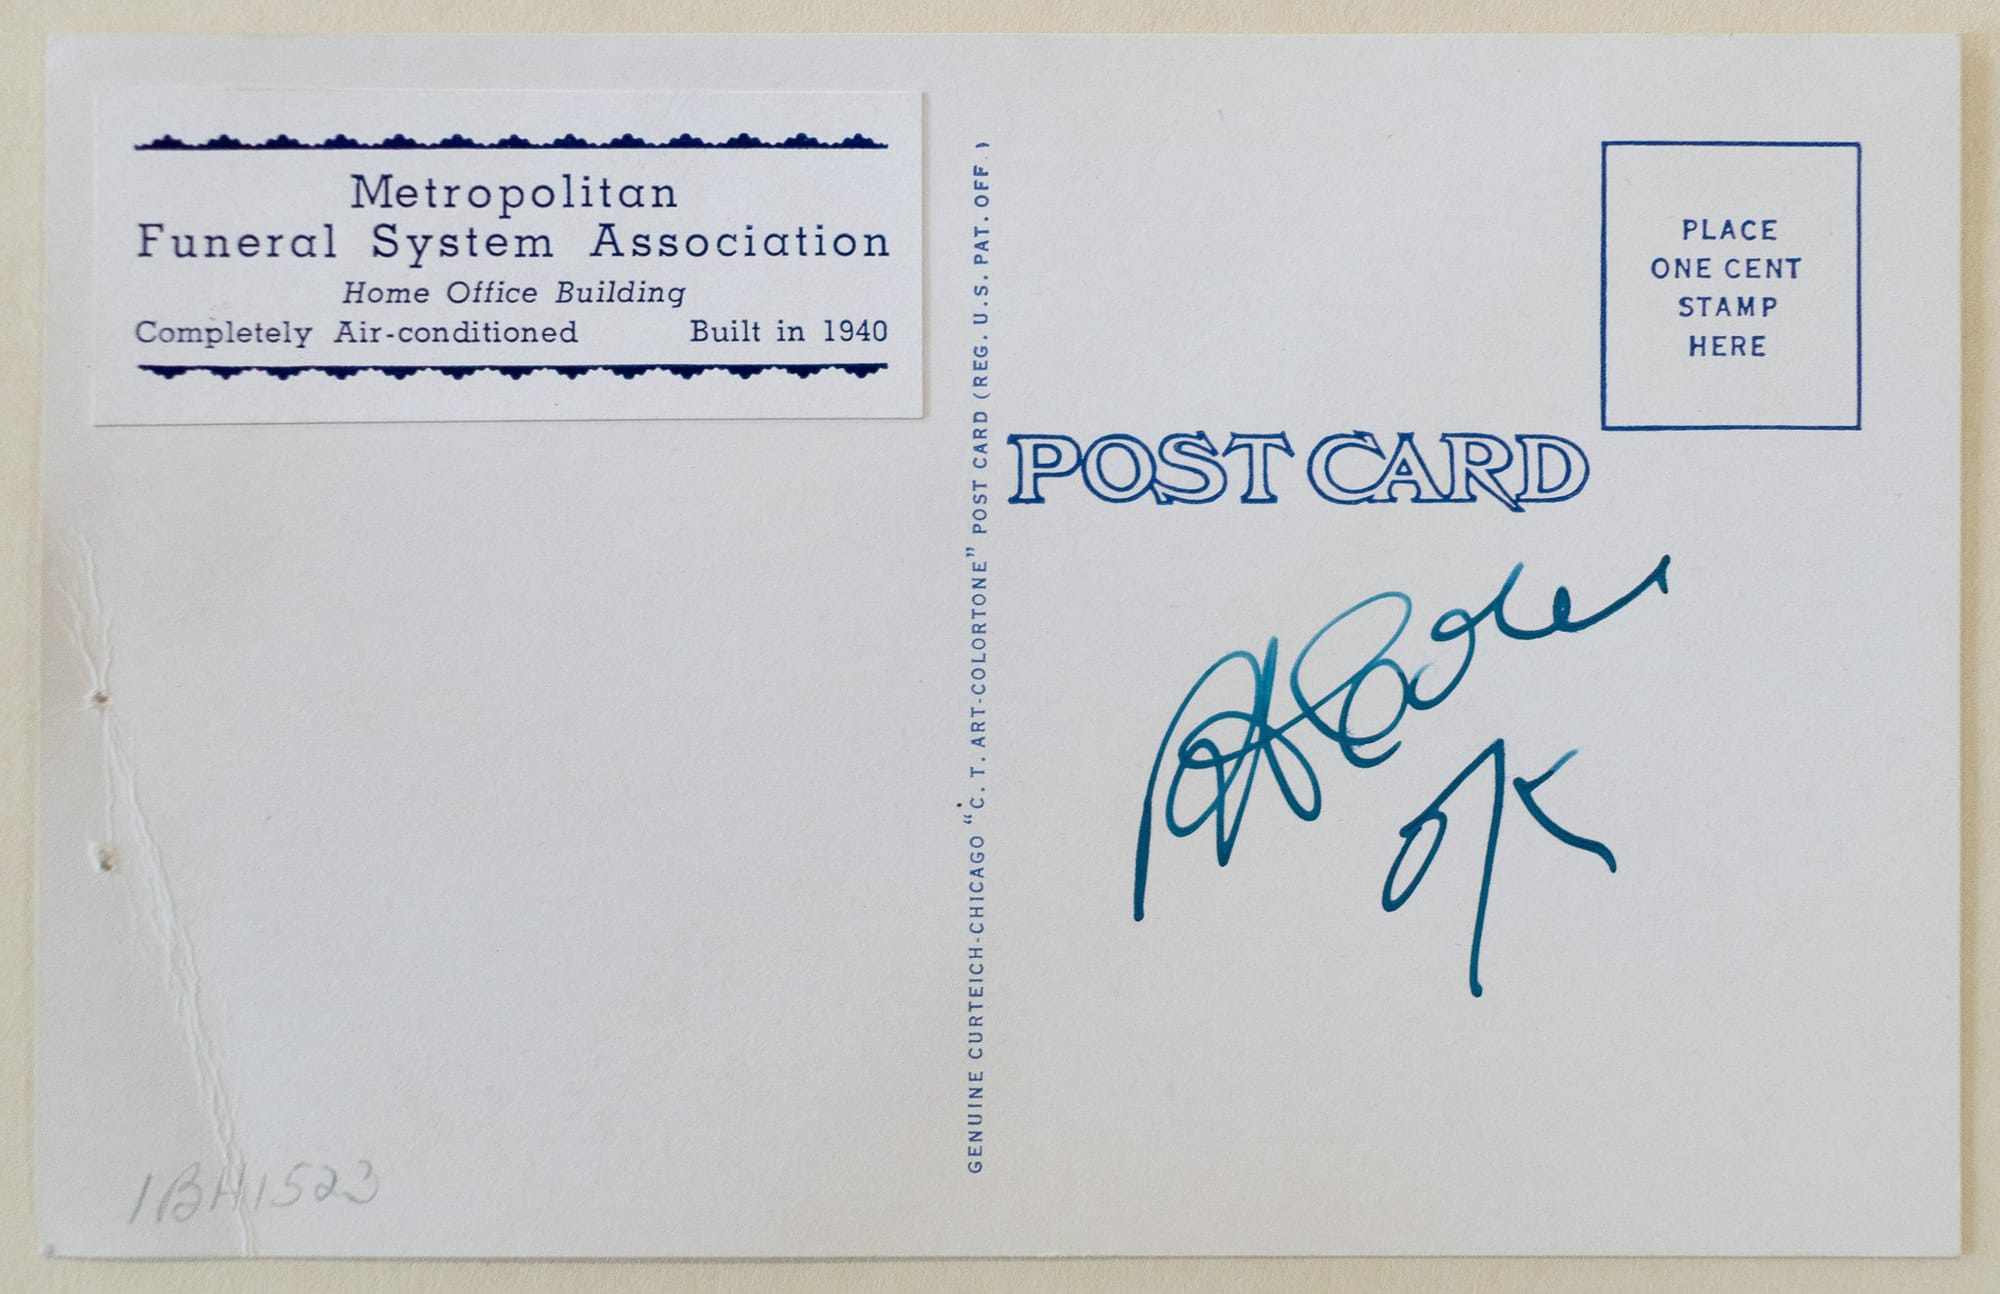 Metropolitan
Funeral System Association
Home Office Building
Completely Air-conditioned Built in 1940
GENUINE CURTEICH-CHICAGO "C. T. ART-COLORTONE" POST CARD (REG. U.S. PAT. OFF.)
PLACE
ONE CENT
STAMP
HERE
POST CARD
OK
1BH1523